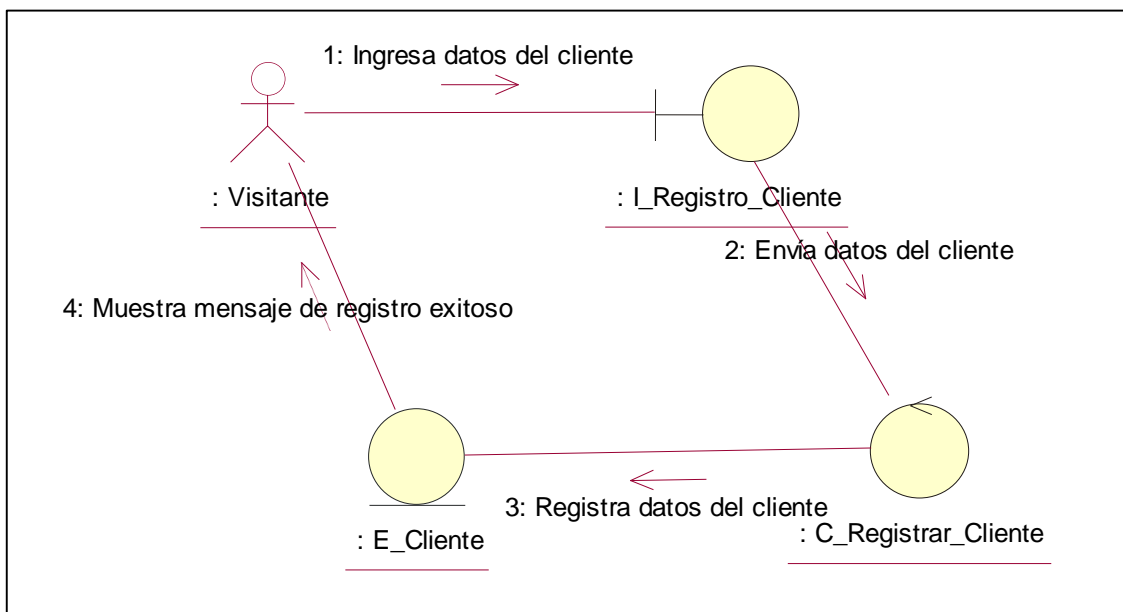 1: Ingresa datos del cliente
: Visitante
: I_Registro_Cliente
2: Envía datos del cliente
4: Muestra mensaje de registro exitoso
3: Registra datos del cliente
: E_Cliente
: C_Registrar_Cliente